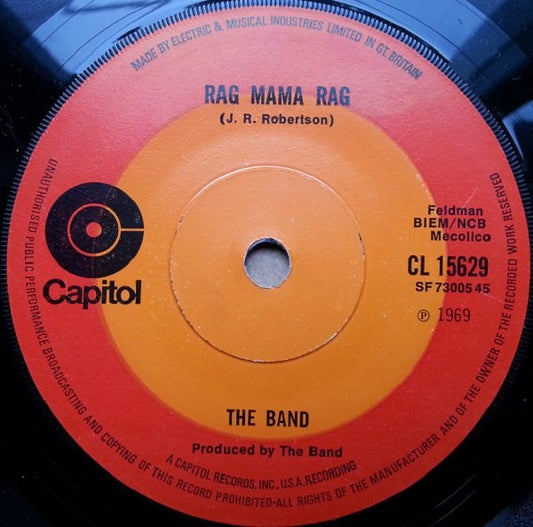 MADE BY ELECTRIC & MUSICAL INDUSTRIES LIMITED IN GT. BRITAIN
RAG MAMA RAG
(J. R. Robertson)
Capitol
Feldman
BIEM/NCB
Mecolico
CL 15629
SF 73005 45
℗ 1969
THE BAND
Produced by The Band
A CAPITOL RECORDS, INC., U.S.A. RECORDING
UNAUTHORISED PUBLIC PERFORMANCE BROADCASTING AND COPYING OF THIS RECORD PROHIBITED·ALL RIGHTS OF THE MANUFACTURER AND OF THE OWNER OF THE RECORDED WORK RESERVED